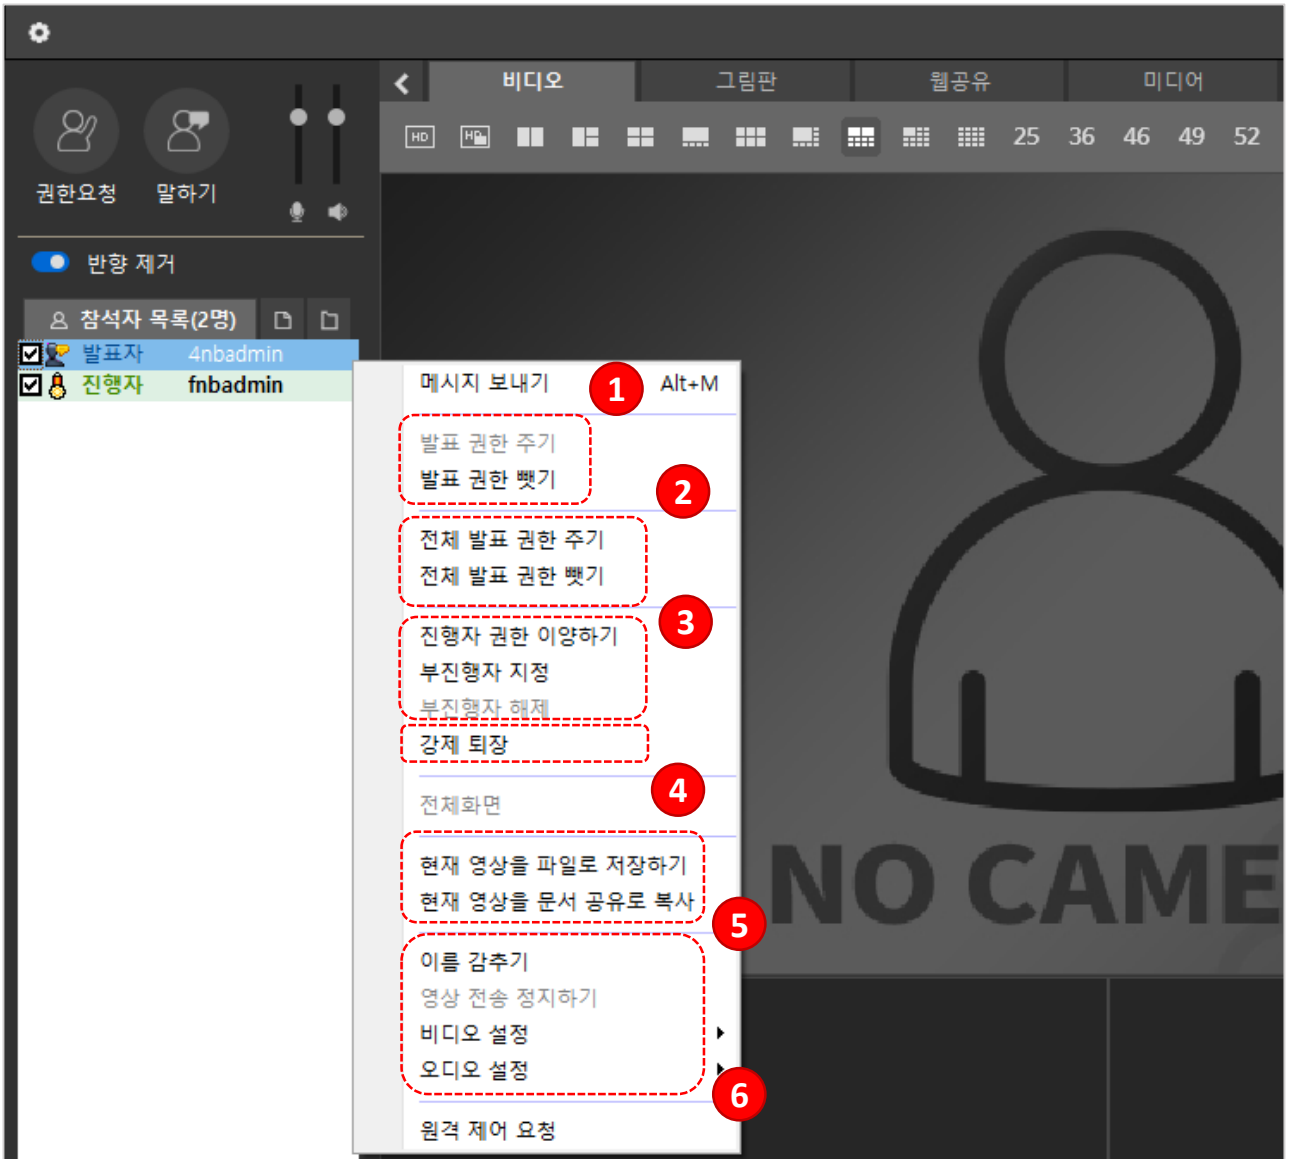 비디오
그림판
웹공유
미디어
HD
HD
25
36
46
49
52
권한요청
말하기
반향 제거
참석자 목록(2명)
발표자 4nbadmin
진행자 fnbadmin
메시지 보내기 Alt+M
1
발표 권한 주기
발표 권한 뺏기
2
전체 발표 권한 주기
전체 발표 권한 뺏기
3
진행자 권한 이양하기
부진행자 지정
부진행자 해제
강제 퇴장
4
전체화면
현재 영상을 파일로 저장하기
현재 영상을 문서 공유로 복사
5
이름 감추기
영상 전송 정지하기
비디오 설정
오디오 설정
6
원격 제어 요청
NO CAME